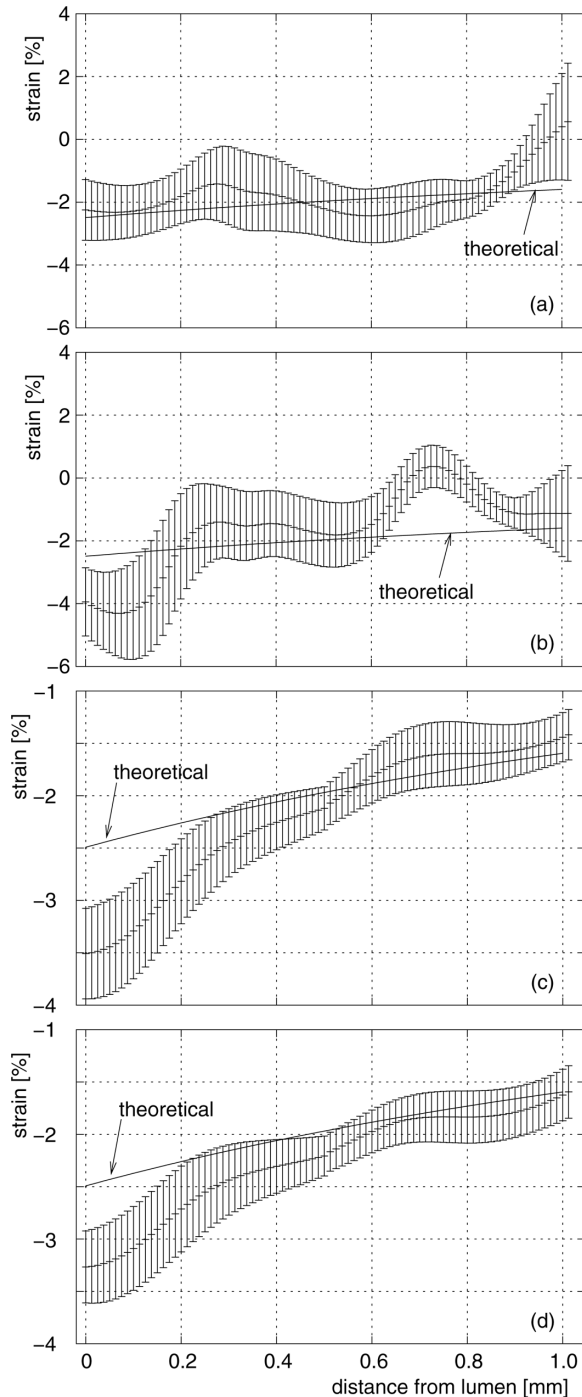 4
2
0
−2
−4
−6
strain [%]
theoretical
(a)
4
2
0
−2
−4
−6
strain [%]
theoretical
(b)
−1
−2
−3
−4
strain [%]
theoretical
(c)
−1
−2
−3
−4
strain [%]
theoretical
(d)
0 0.2 0.4 0.6 0.8 1.0
distance from lumen [mm]